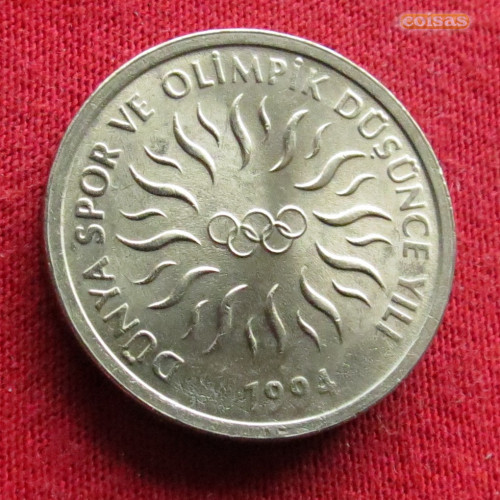 DÜNYA SPOR VE OLİMPİK DÜŞÜNCE YILI
1994
coisas